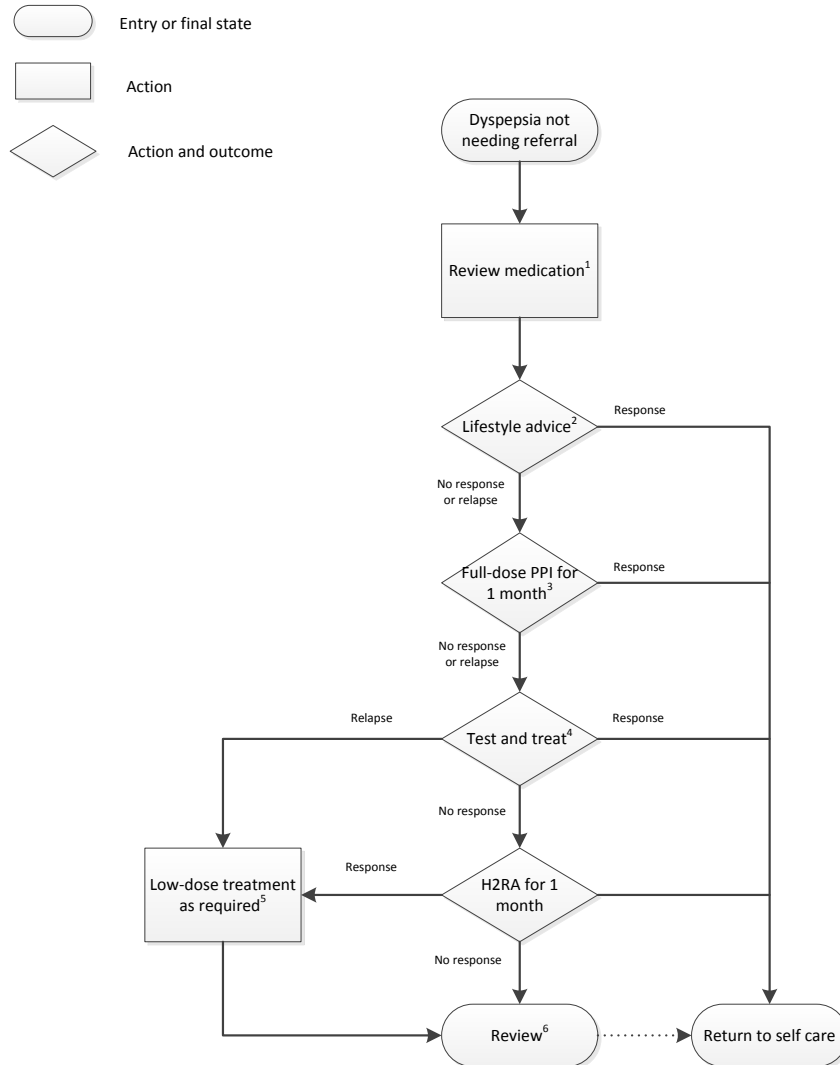 Entry or final state
Action
Action and outcome
Dyspepsia not
needing referral
Review medication1
Lifestyle advice2
Response
No response
or relapse
Full-dose PPI for
1 month3
Response
No response
or relapse
Relapse
Test and treat4
Response
No response
Low-dose treatment
as required5
Response
H2RA for 1
month
No response
Review6
Return to self care